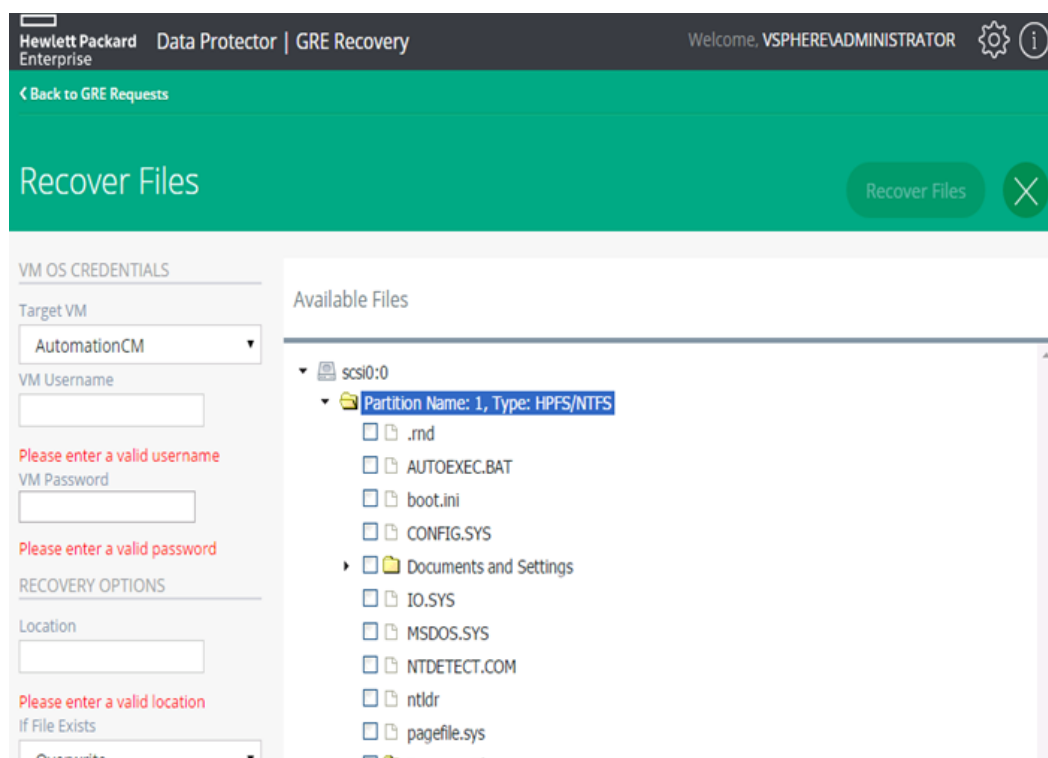 Hewlett Packard
Enterprise
Data Protector | GRE Recovery
Welcome, VSPHERE\ADMINISTRATOR
Back to GRE Requests
Recover Files
Recover Files
VM OS CREDENTIALS
Target VM
AutomationCM
VM Username
Please enter a valid username
VM Password
Please enter a valid password
RECOVERY OPTIONS
Location
Please enter a valid location
If File Exists
Overwrite
Available Files
scsi0:0
Partition Name: 1, Type: HPFS/NTFS
.rnd
AUTOEXEC.BAT
boot.ini
CONFIG.SYS
Documents and Settings
IO.SYS
MSDOS.SYS
NTDETECT.COM
ntldr
pagefile.sys